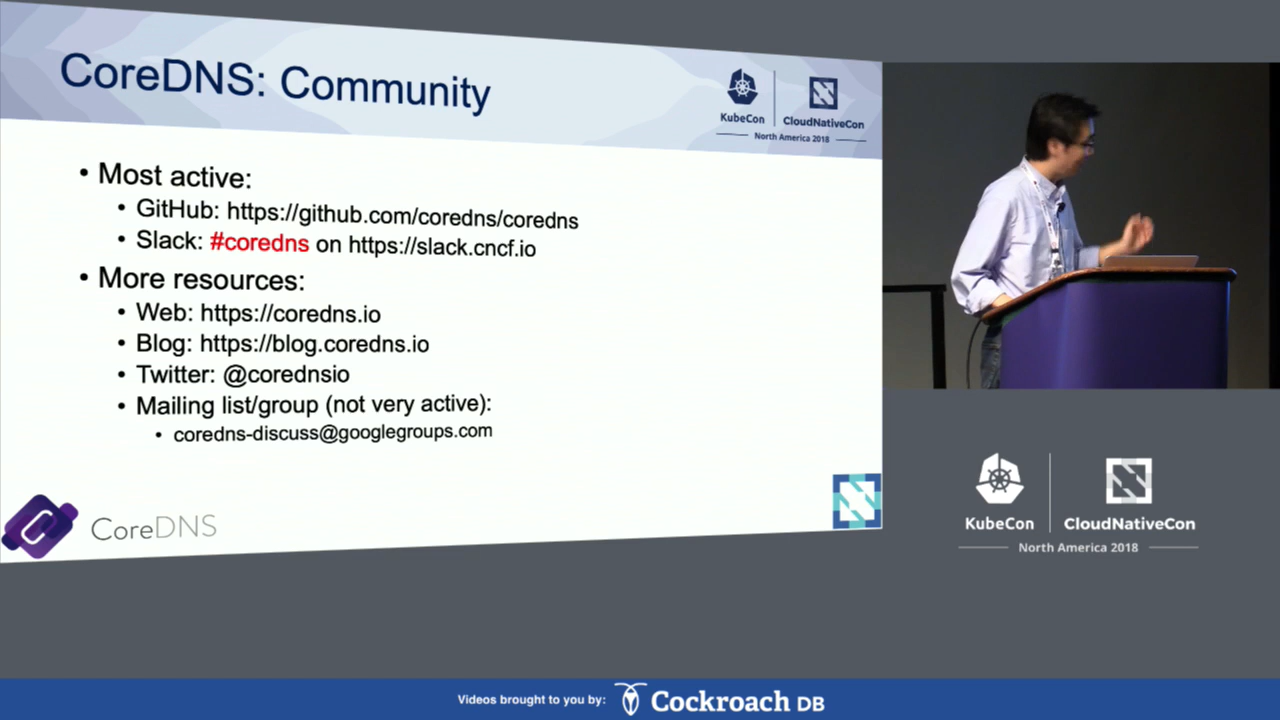 CoreDNS: Community
KubeCon
CloudNativeCon
North America 2018
• Most active:
• GitHub: https://github.com/coredns/coredns
• Slack: #coredns on https://slack.cncf.io
• More resources:
• Web: https://coredns.io
• Blog: https://blog.coredns.io
• Twitter: @corednsio
• Mailing list/group (not very active):
• coredns-discuss@googlegroups.com
CoreDNS
KubeCon
CloudNativeCon
North America 2018
Videos brought to you by:
Cockroach DB